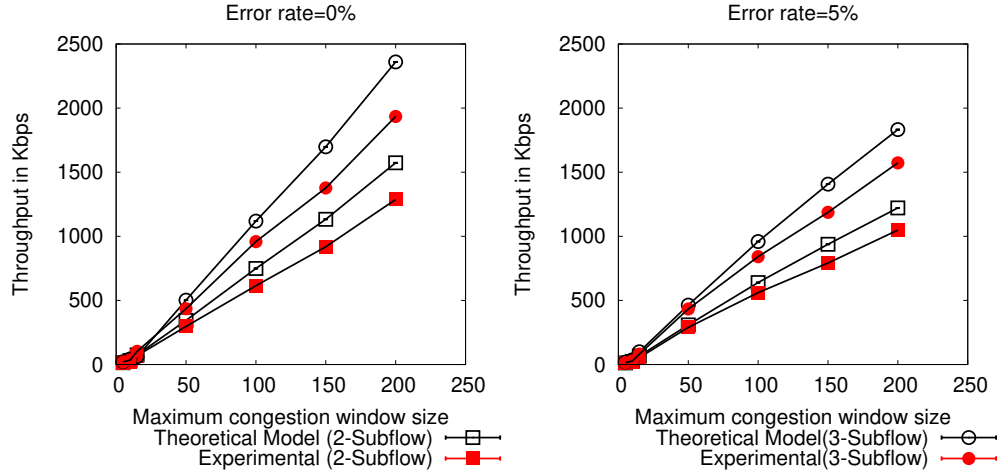 Error rate=0%
Throughput in Kbps
2500
2000
1500
1000
500
0
0 50 100 150 200 250
Maximum congestion window size
Theoretical Model (2-Subflow)
Experimental (2-Subflow)
Error rate=5%
Throughput in Kbps
2500
2000
1500
1000
500
0
0 50 100 150 200 250
Maximum congestion window size
Theoretical Model(3-Subflow)
Experimental(3-Subflow)